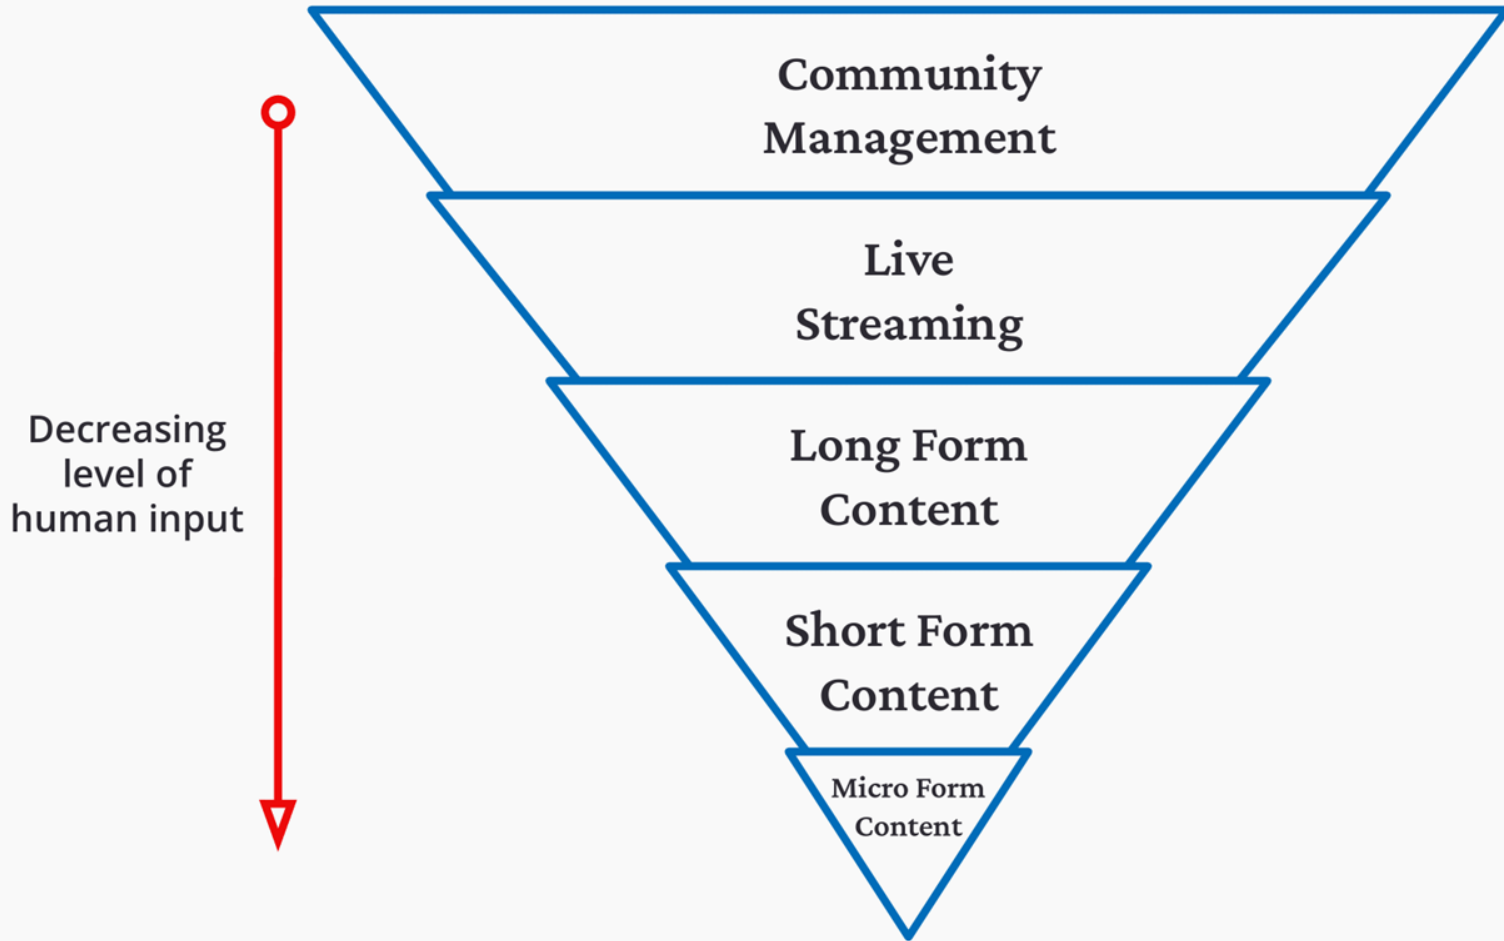 Community
Management
Live
Streaming
Long Form
Content
Short Form
Content
Micro Form
Content
Decreasing
level of
human input